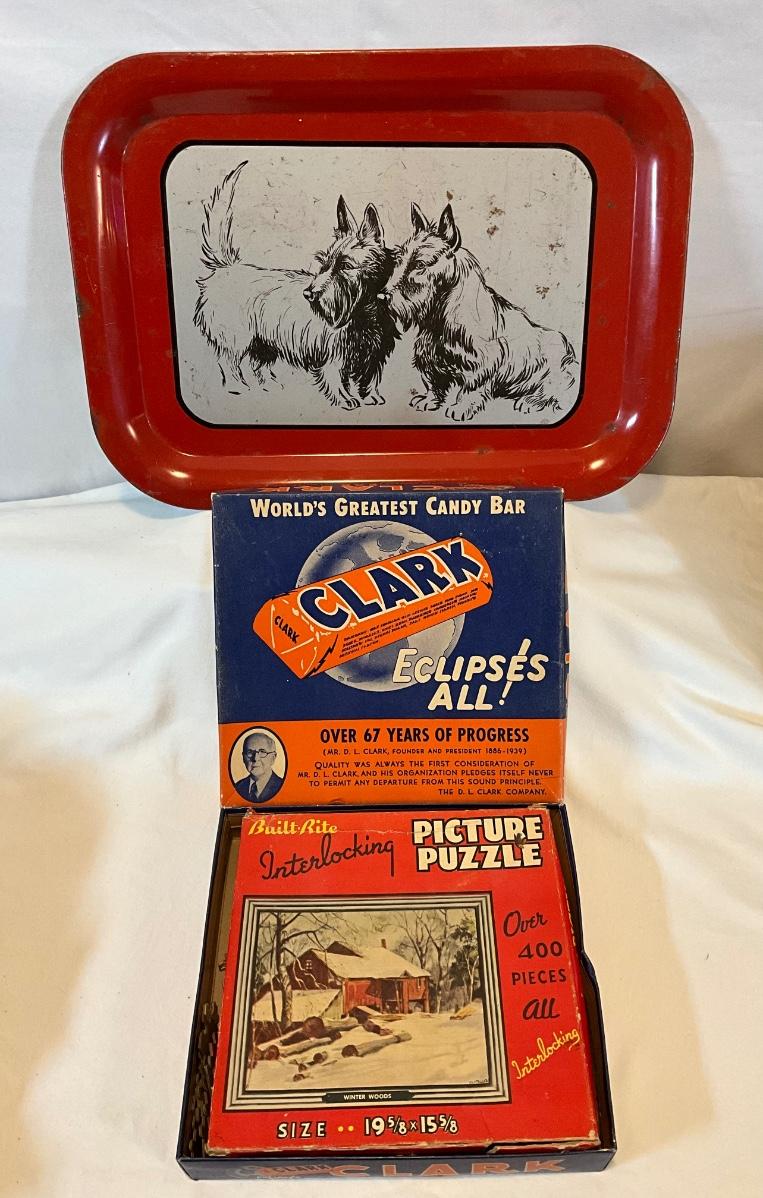 WORLD'S GREATEST CANDY BAR
CLARK
CLARK
ECLIPSES
ALL!
OVER 67 YEARS OF PROGRESS
(MR. D. L. CLARK, FOUNDER AND PRESIDENT 1886-1939)
QUALITY WAS ALWAYS THE FIRST CONSIDERATION OF
MR. D. L. CLARK, AND HIS ORGANIZATION PLEDGES ITSELF NEVER
TO PERMIT ANY DEPARTURE FROM THIS SOUND PRINCIPLE.
THE D. L. CLARK COMPANY.
Built-Rite
Interlocking
PICTURE
PUZZLE
Over
400
PIECES
all
Interlocking
WINTER WOODS
SIZE •• 19 5/8 x 15 5/8
CLARK CLARK